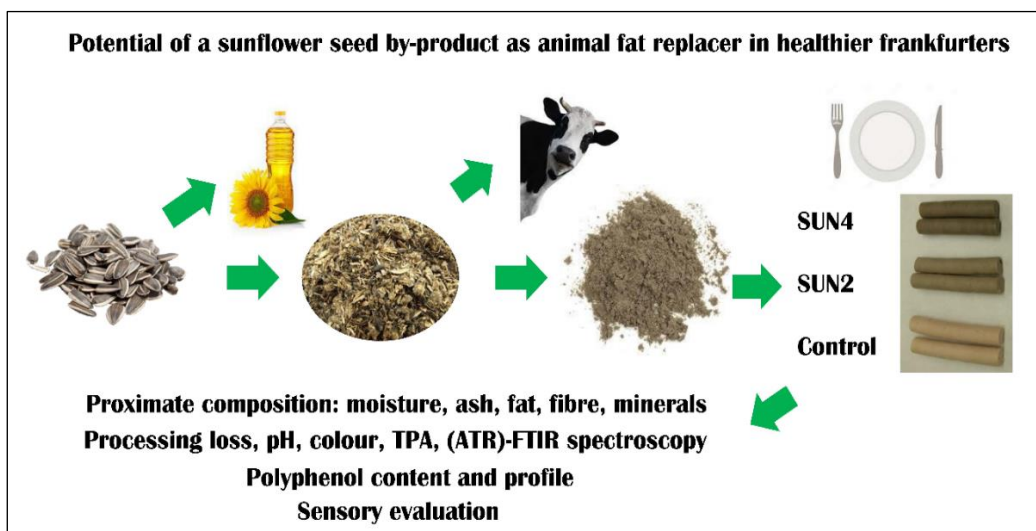 Potential of a sunflower seed by-product as animal fat replacer in healthier frankfurters
SUN4
SUN2
Control
Proximate composition: moisture, ash, fat, fibre, minerals
Processing loss, pH, colour, TPA, (ATR)-FTIR spectroscopy
Polyphenol content and profile
Sensory evaluation